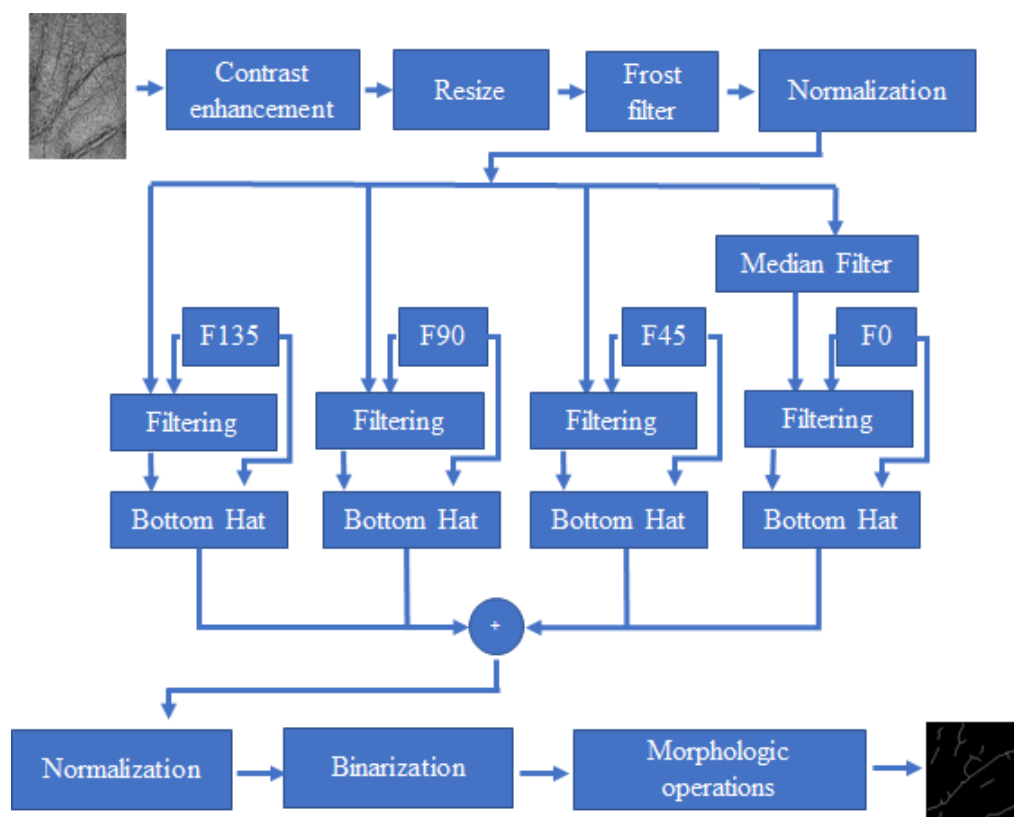 Contrast
enhancement
Resize
Frost
filter
Normalization
Median Filter
F135
F90
F45
F0
Filtering
Filtering
Filtering
Filtering
Bottom Hat
Bottom Hat
Bottom Hat
Bottom Hat
+
Normalization
Binarization
Morphologic
operations